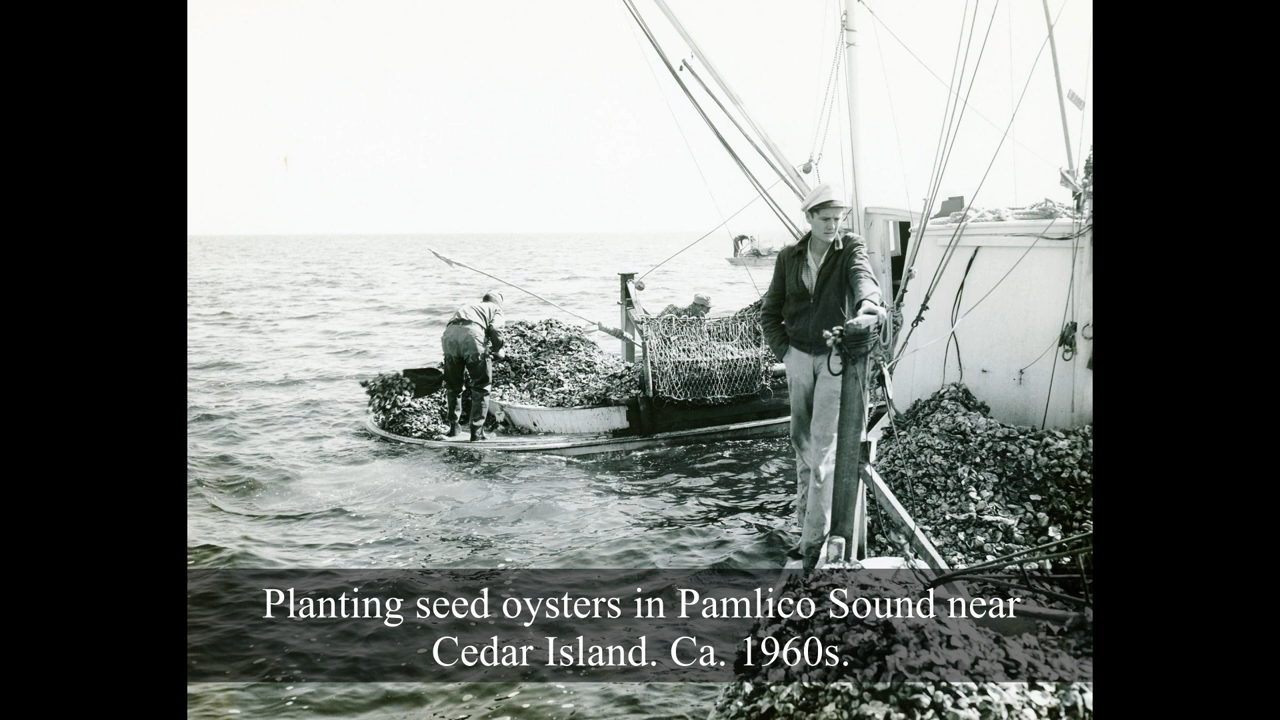 Planting seed oysters in Pamlico Sound near
Cedar Island. Ca. 1960s.